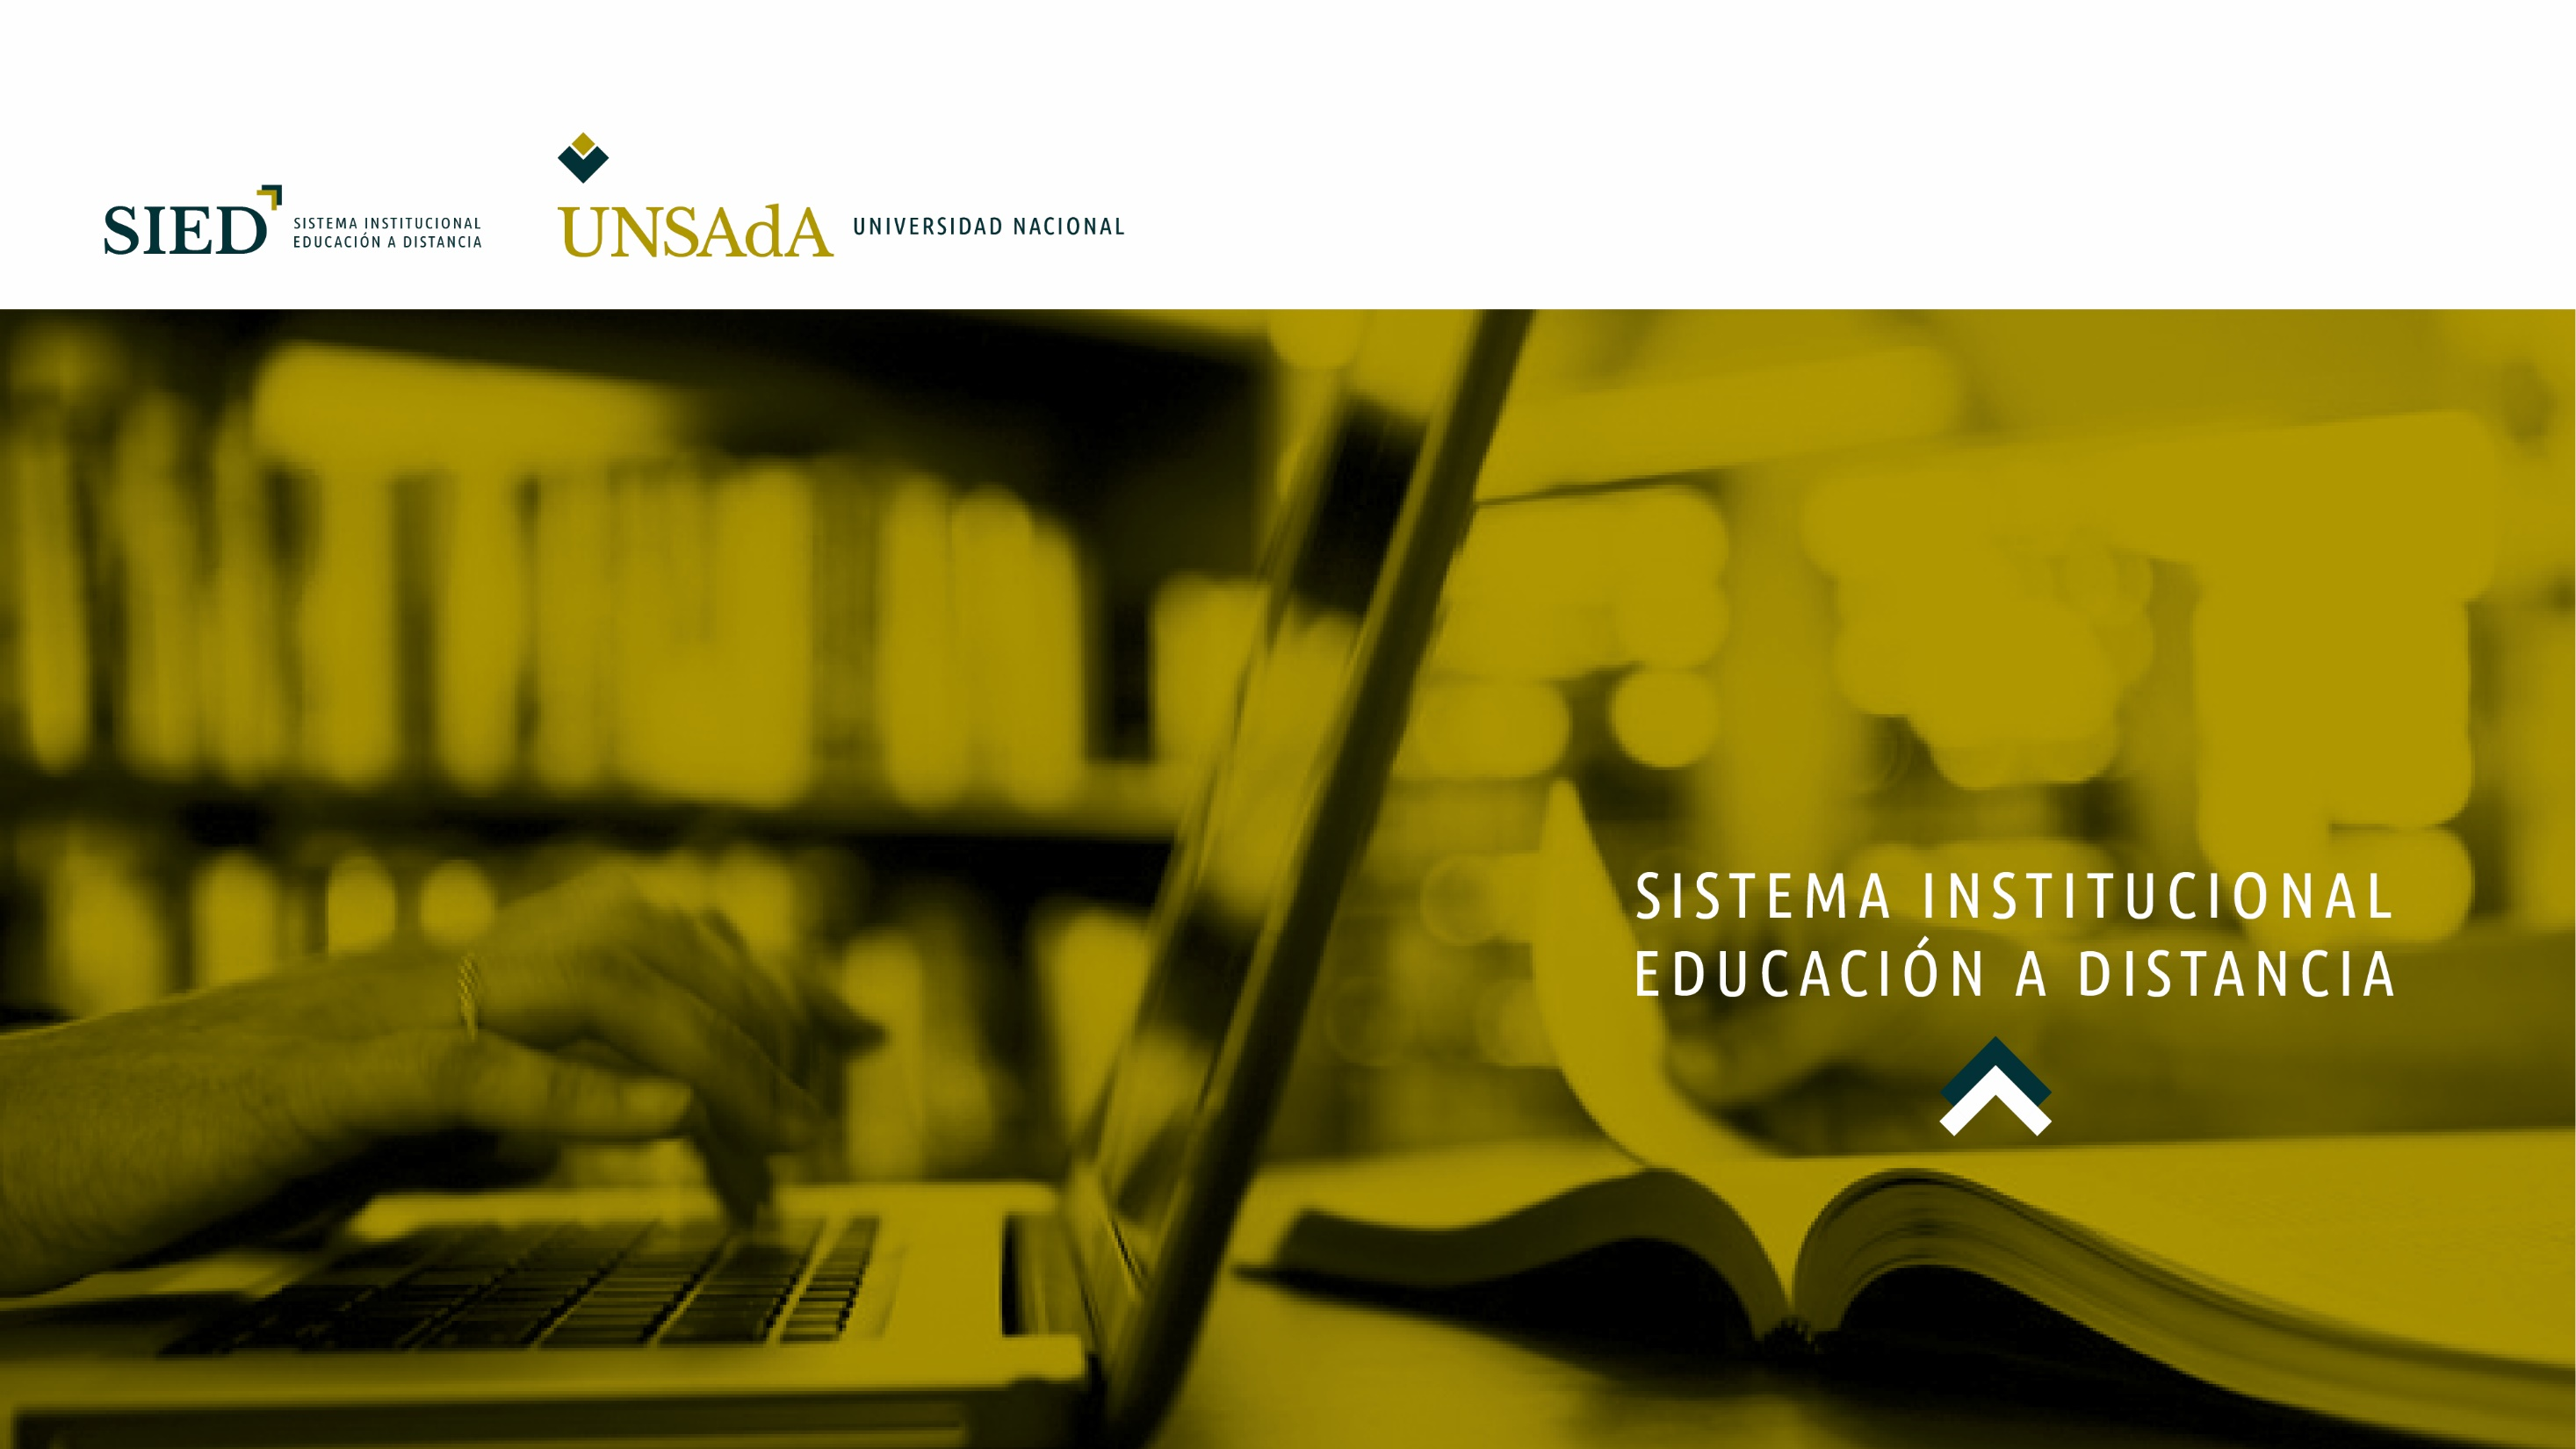 SIED
SISTEMA INSTITUCIONAL
EDUCACIÓN A DISTANCIA
UNSAdA
UNIVERSIDAD NACIONAL
SISTEMA INSTITUCIONAL
EDUCACIÓN A DISTANCIA